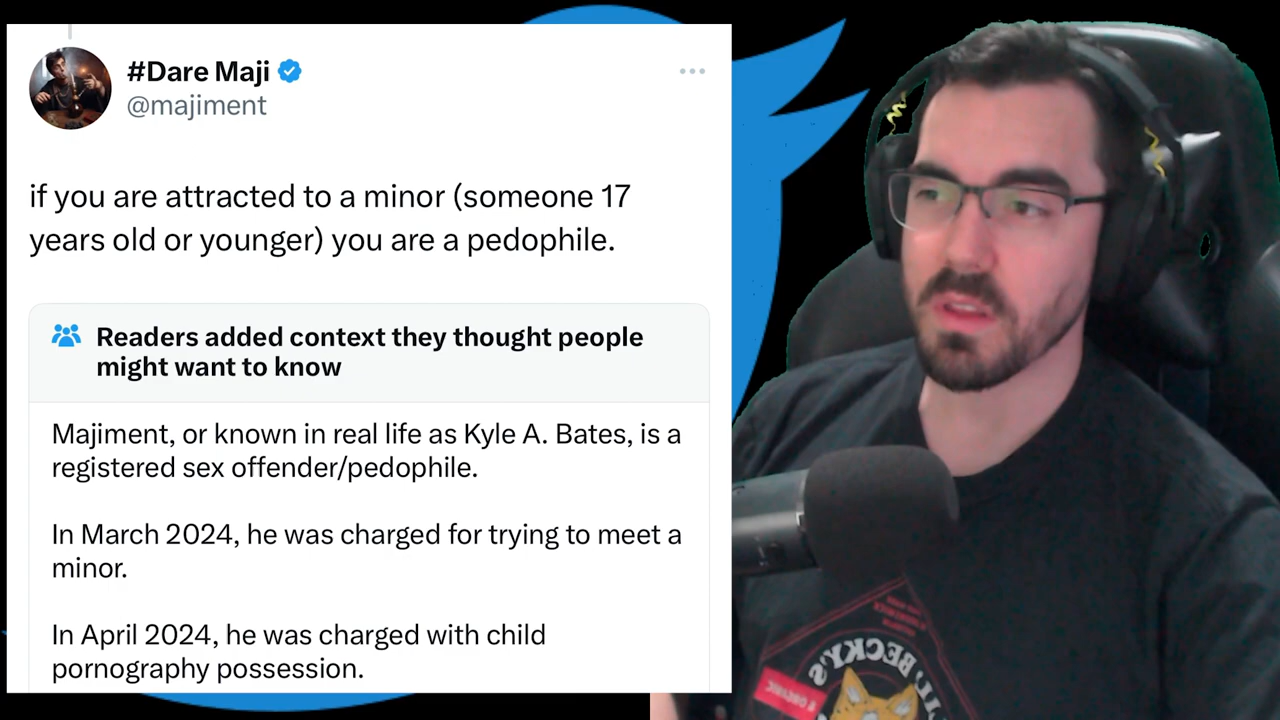 #Dare Maji
@majiment
if you are attracted to a minor (someone 17
years old or younger) you are a pedophile.
Readers added context they thought people
might want to know
Majiment, or known in real life as Kyle A. Bates, is a
registered sex offender/pedophile.
In March 2024, he was charged for trying to meet a
minor.
In April 2024, he was charged with child
pornography possession.
LIL' BECKY'S